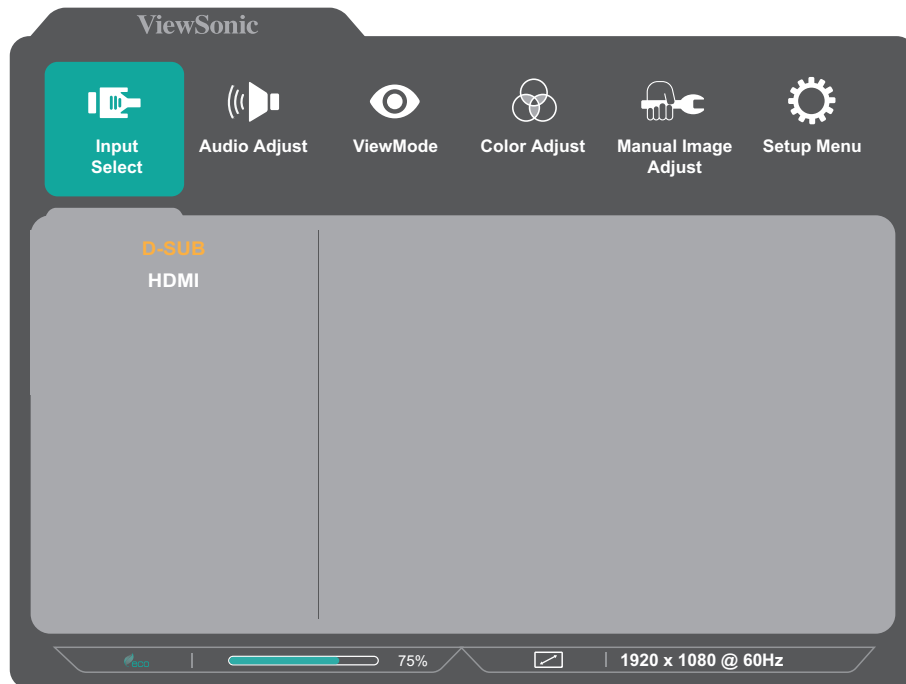 ViewSonic
Input
Select
Audio Adjust
ViewMode
Color Adjust
Manual Image
Adjust
Setup Menu
D-SUB
HDMI
eco
75%
1920 x 1080 @ 60Hz